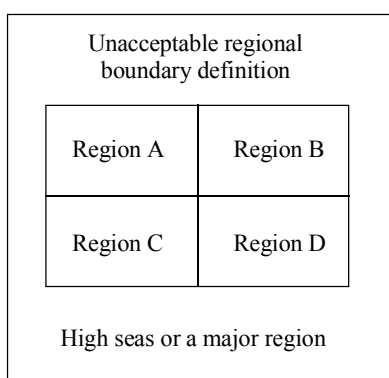 Unacceptable regional
boundary definition
Region A
Region B
Region C
Region D
High seas or a major region